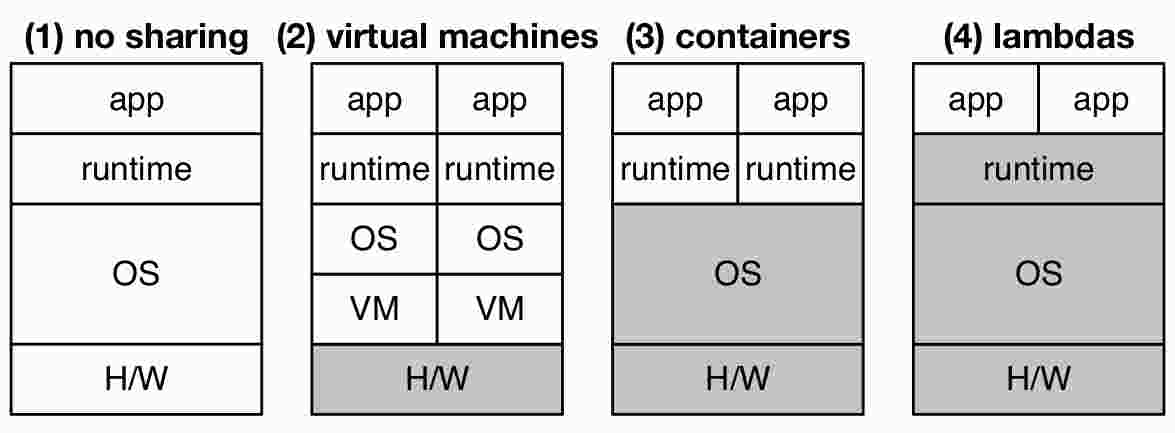 (1) no sharing (2) virtual machines (3) containers (4) lambdas
app app app app app app app
runtime runtime runtime runtime runtime runtime
OS OS OS OS OS
VM VM
H/W H/W H/W H/W